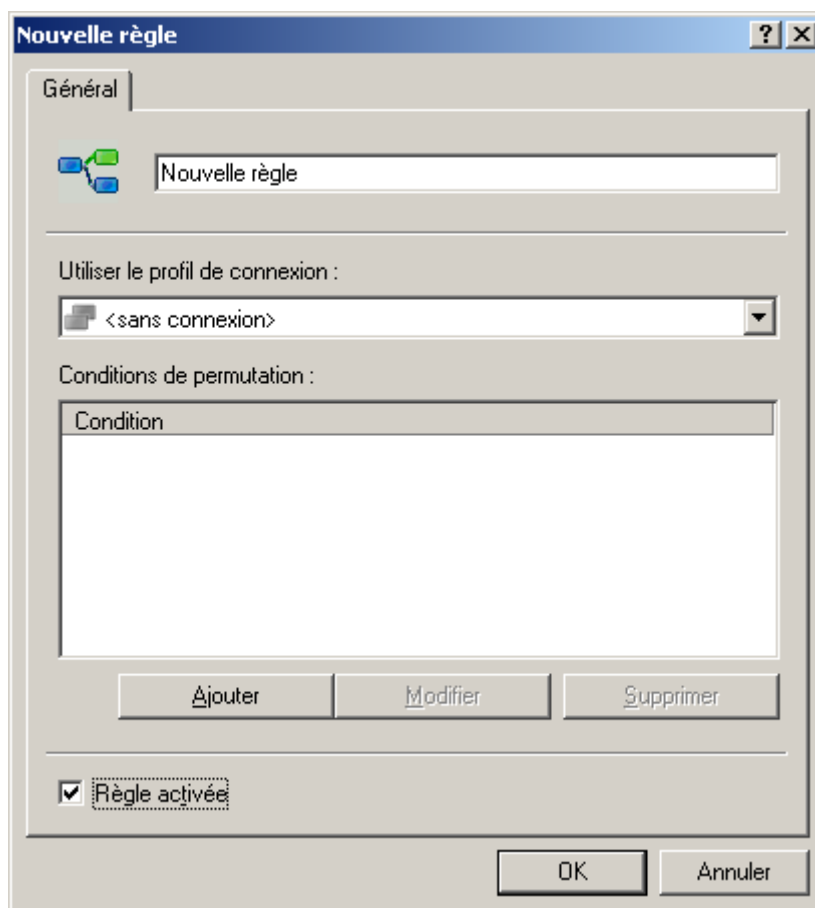 Nouvelle règle
Général
Nouvelle règle
Utiliser le profil de connexion :
<sans connexion>
Conditions de permutation :
Condition
Ajouter Modifier Supprimer
Règle activée
OK Annuler